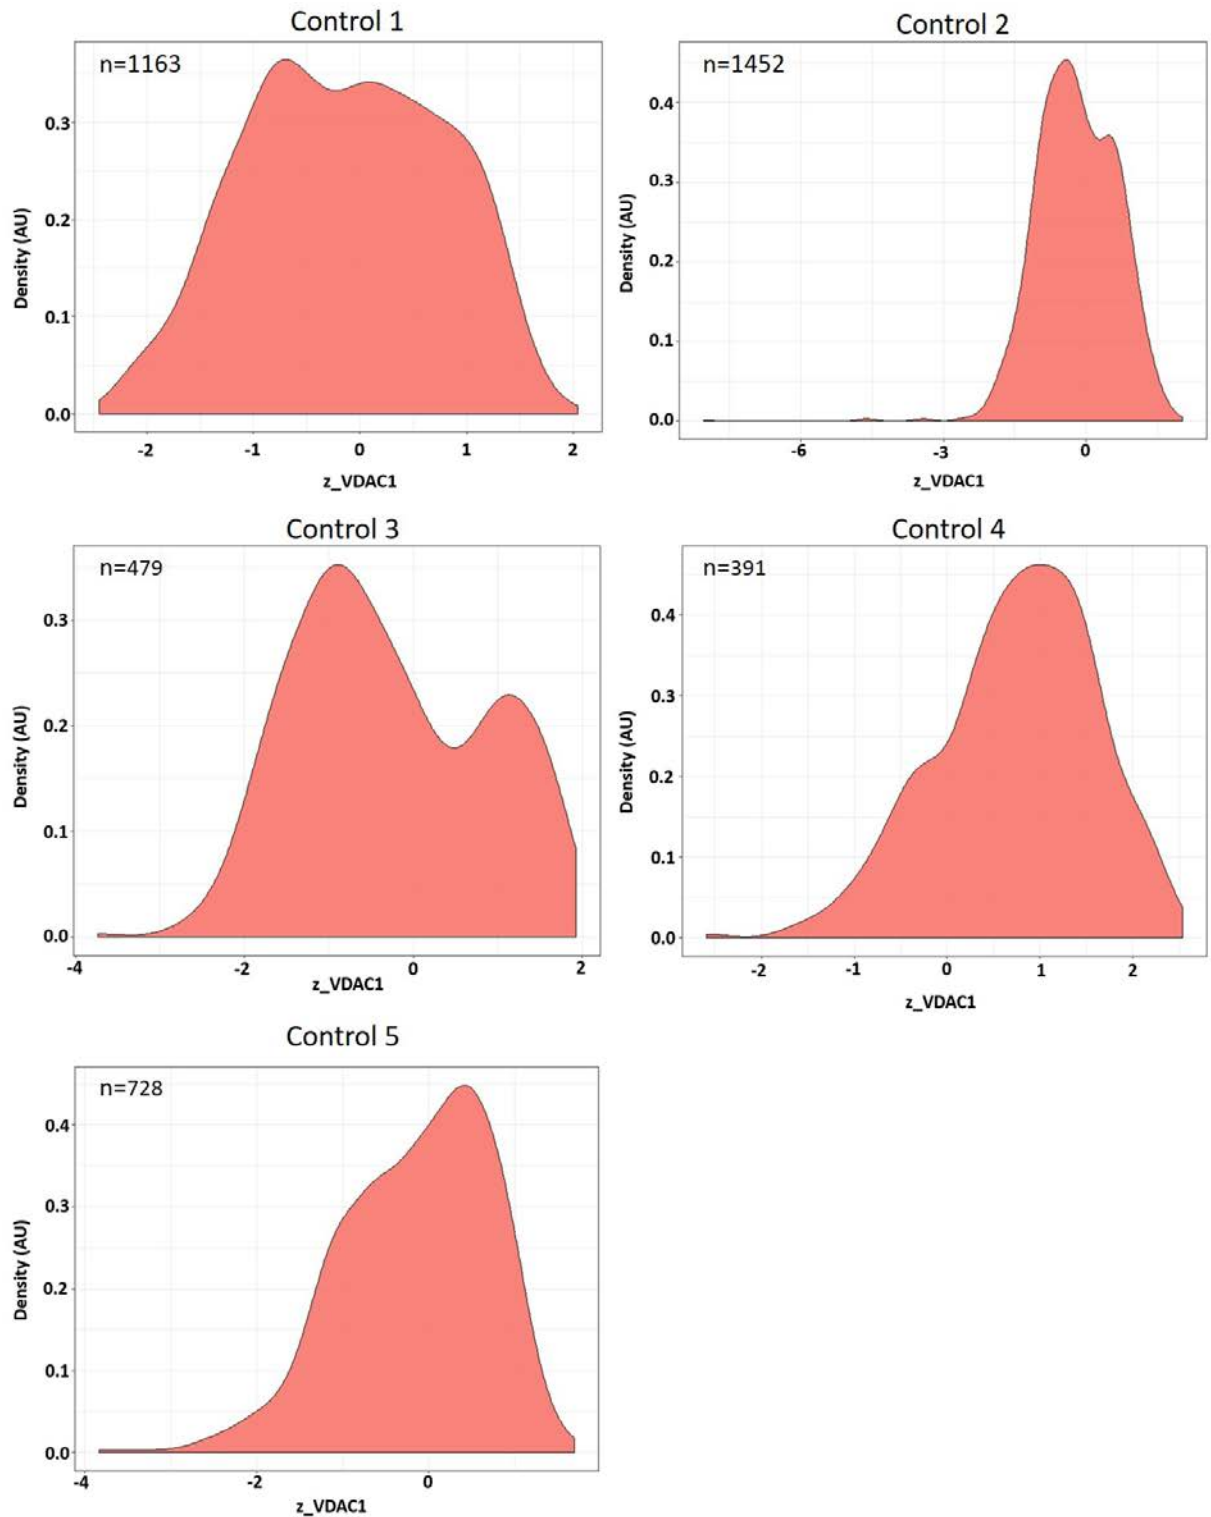 Control 1
n=1163
0.3
0.2
0.1
0.0
Density (AU)
-2 -1 0 1 2
z_VDAC1
Control 2
n=1452
0.4
0.3
0.2
0.1
0.0
Density (AU)
-6 -3 0
z_VDAC1
Control 3
n=479
0.3
0.2
0.1
0.0
Density (AU)
-4 -2 0 2
z_VDAC1
Control 4
n=391
0.4
0.3
0.2
0.1
0.0
Density (AU)
-2 -1 0 1 2
z_VDAC1
Control 5
n=728
0.4
0.3
0.2
0.1
0.0
Density (AU)
-4 -2 0
z_VDAC1